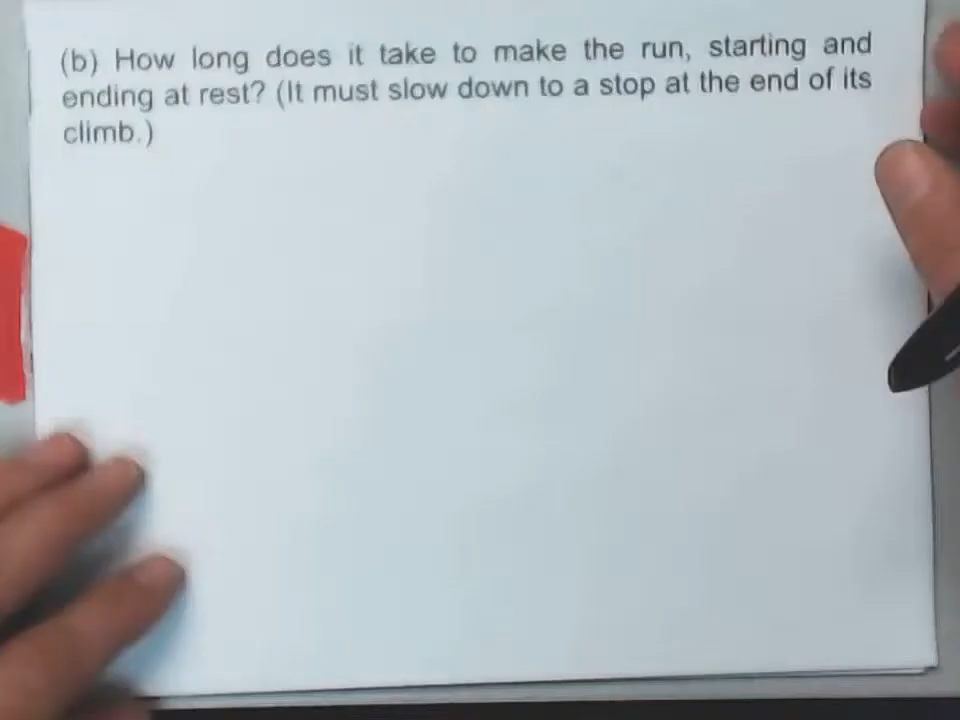 (b) How long does it take to make the run, starting and
ending at rest? (It must slow down to a stop at the end of its
climb.)